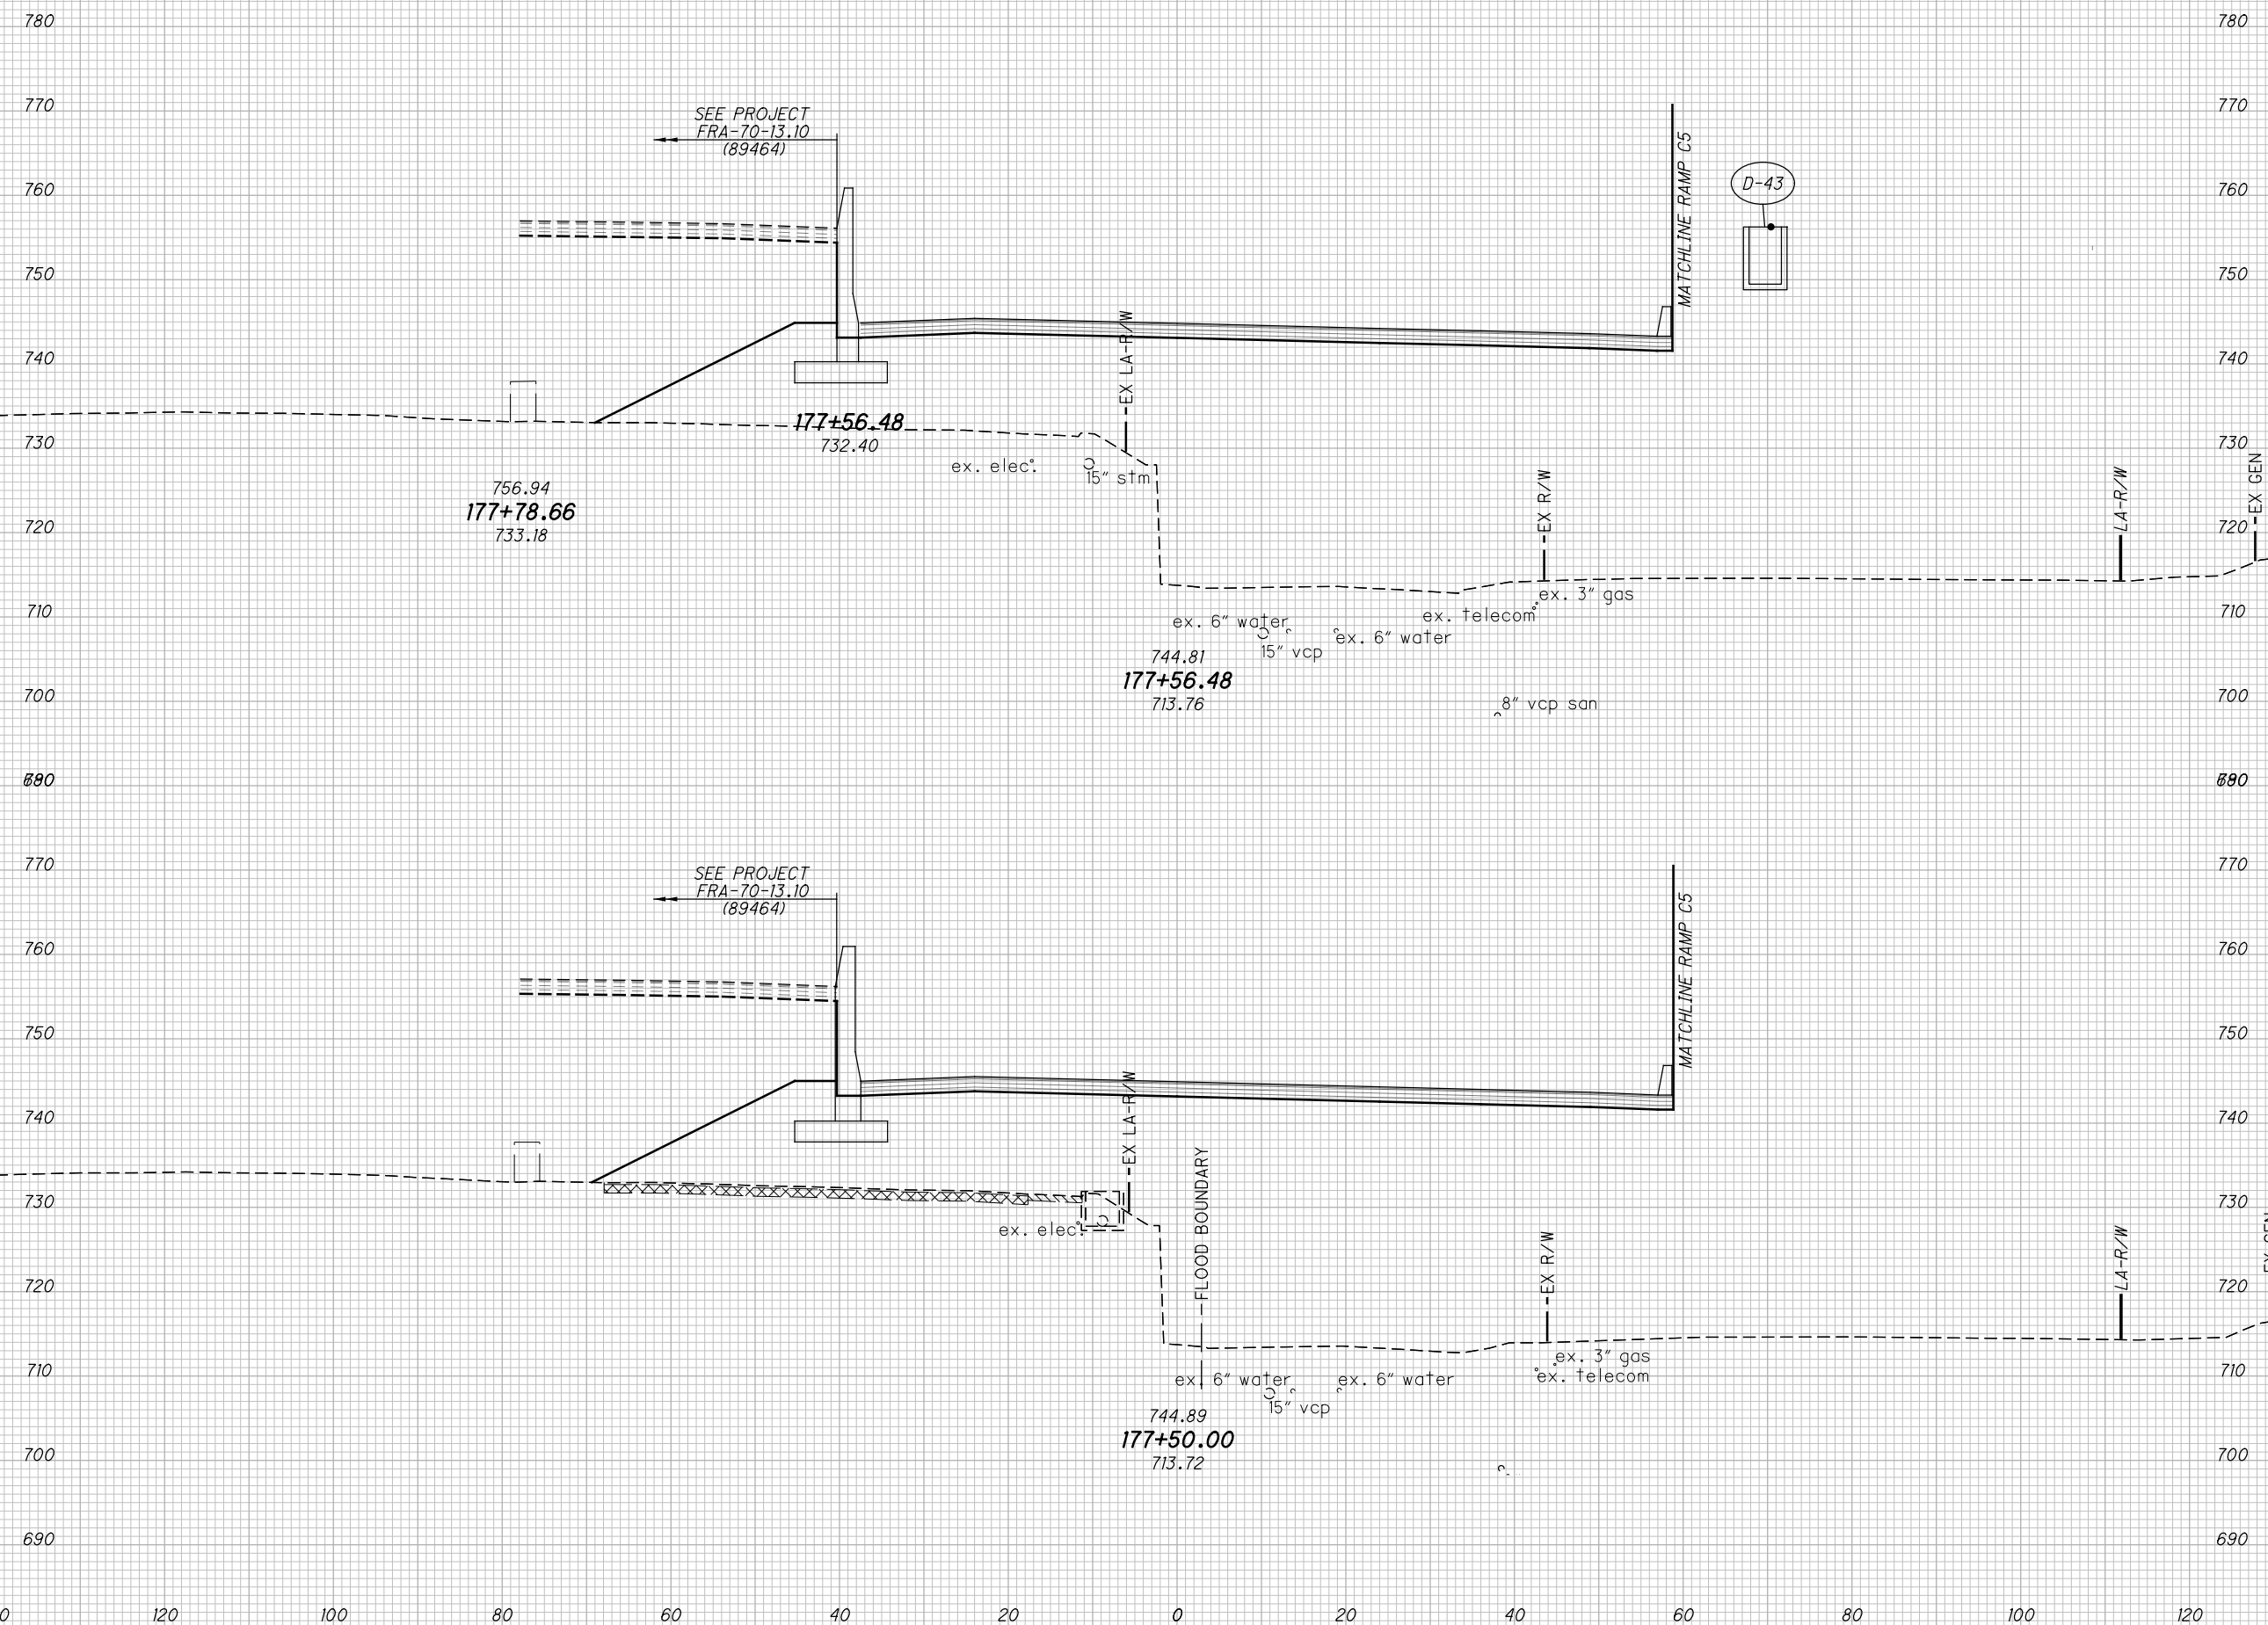 780 780
770 770
SEE PROJECT
FRA-70-13.10
(89464)
MATCHLINE RAMP C5
D-43
760 760
750 750
EX LA-R/W
740 740
177+56.48
732.40
730 730
ex. elec.
15" stm
EX R/W
LA-R/W
EX GEN
756.94
177+78.66
733.18
720 720
ex. 3" gas
ex. telecom
710 710
ex. 6" water
ex. 6" water
15" vcp
744.81
177+56.48
713.76
700 700
8" vcp san
770 770
SEE PROJECT
FRA-70-13.10
(89464)
MATCHLINE RAMP C5
760 760
750 750
EX LA-R/W
740 740
FLOOD BOUNDARY
730 730
ex. elec.
EX R/W
LA-R/W
720 720
ex. 3" gas
710 710
ex. telecom
ex. 6" water
ex. 6" water
15" vcp
744.89
177+50.00
713.72
700 700
690 690
0 120 100 80 60 40 20 0 20 40 60 80 100 120